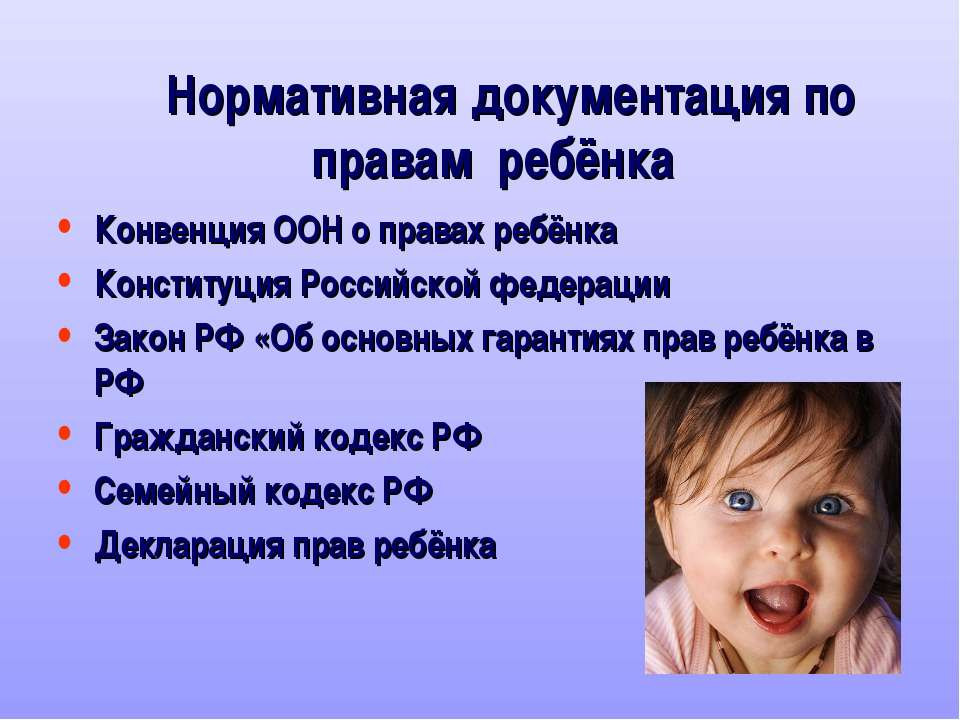 Нормативная документация по
правам ребёнка
Конвенция ООН о правах ребёнка
Конституция Российской федерации
Закон РФ «Об основных гарантиях прав ребёнка в
РФ
Гражданский кодекс РФ
Семейный кодекс РФ
Декларация прав ребёнка